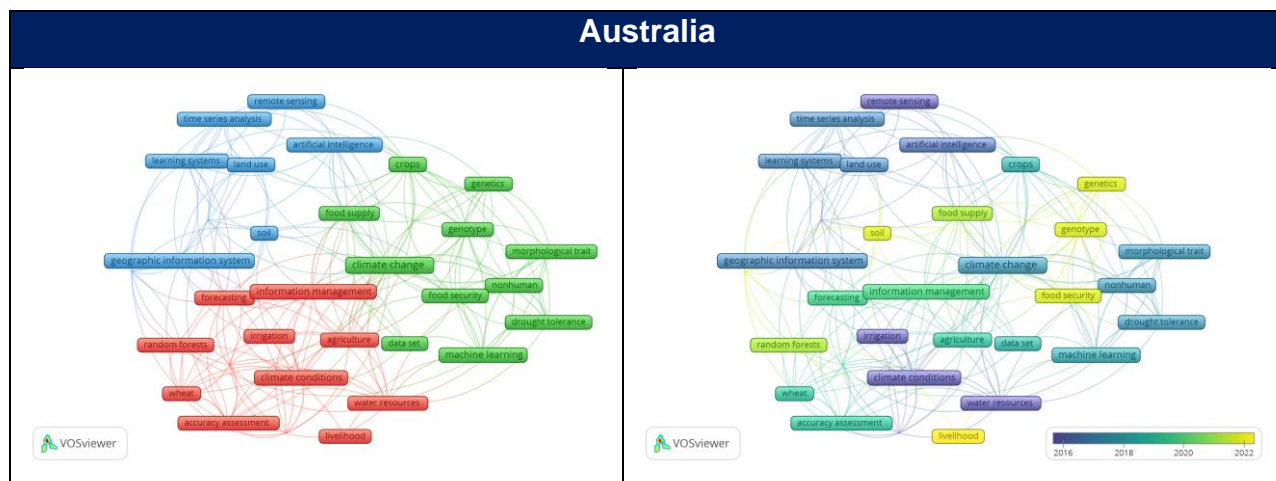 Australia
remote sensing
time series analysis
artificial intelligence
learning systems
land use
crops
genetics
food supply
genotype
soil
morphological trait
geographic information system
climate change
nonhuman
forecasting
information management
food security
drought tolerance
irrigation
agriculture
data set
random forests
machine learning
climate conditions
wheat
water resources
accuracy assessment
livelihood
VOSviewer
remote sensing
time series analysis
artificial intelligence
learning systems
land use
crops
genetics
food supply
genotype
soil
morphological trait
geographic information system
climate change
nonhuman
forecasting
information management
food security
drought tolerance
irrigation
agriculture
data set
random forests
machine learning
climate conditions
wheat
water resources
accuracy assessment
livelihood
VOSviewer
2016 2018 2020 2022